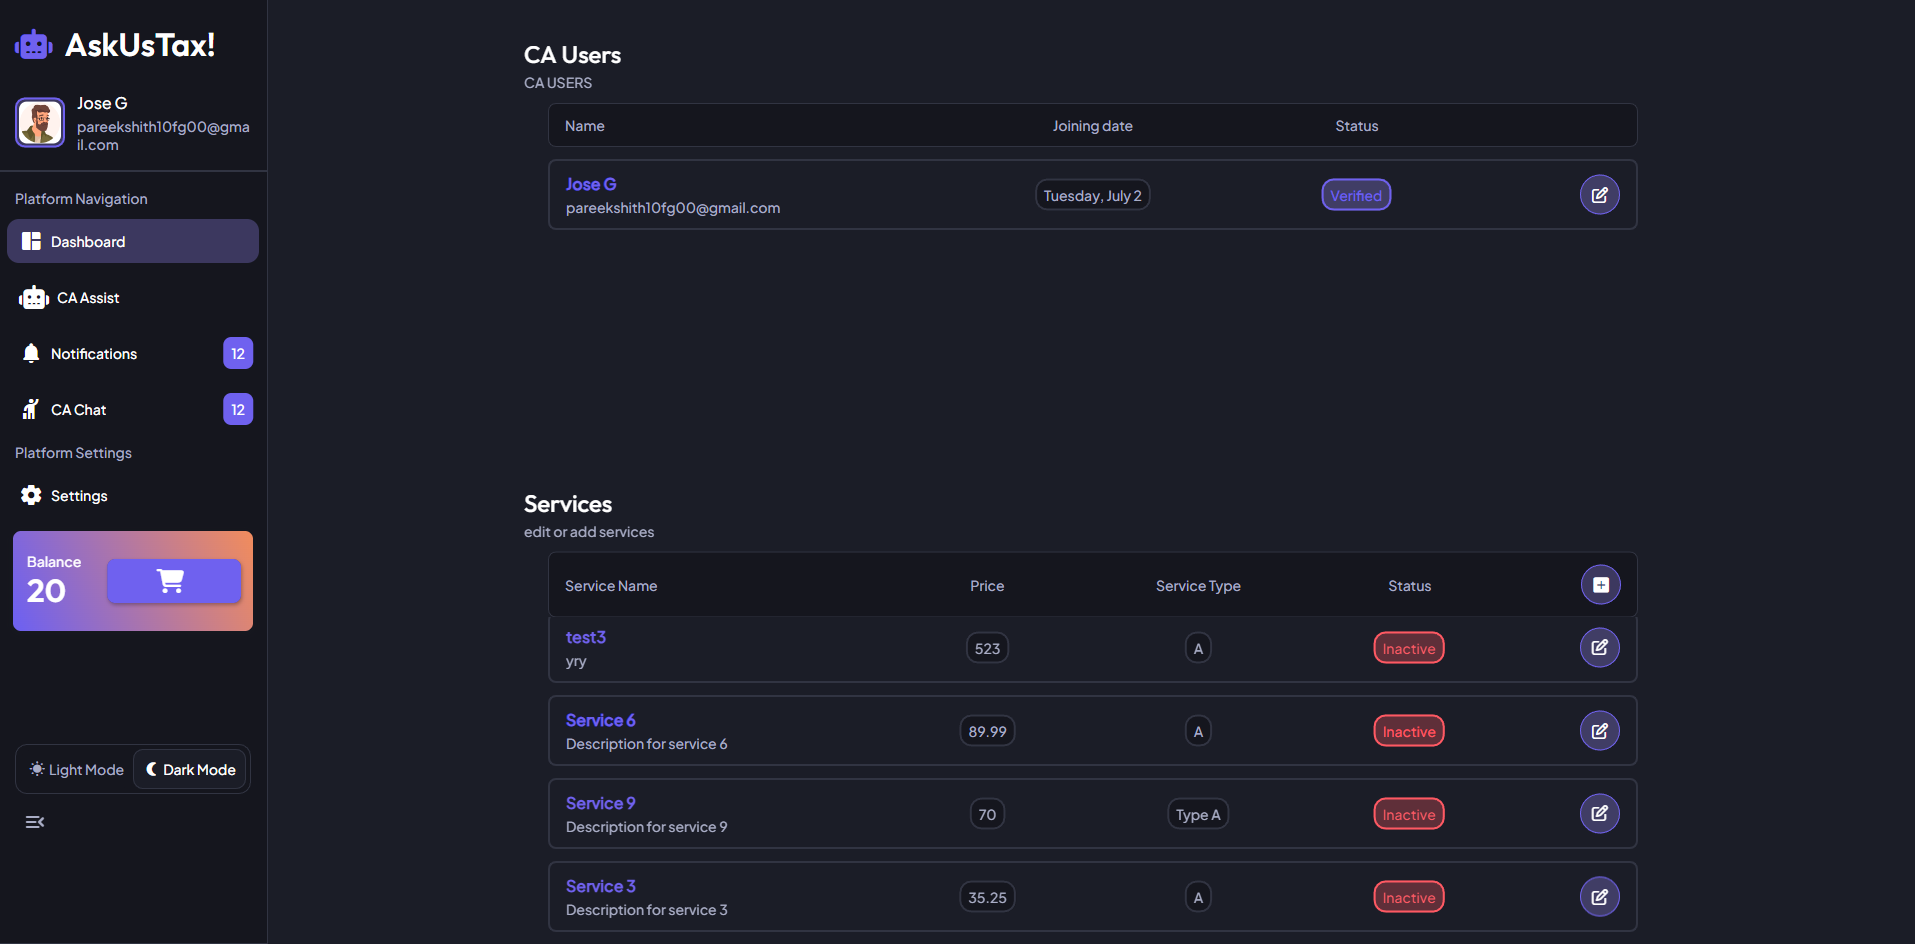 AskUsTax!
Jose G
pareekshith10fg00@gma
il.com
Platform Navigation
Dashboard
CA Assist
Notifications 12
CA Chat 12
Platform Settings
Settings
Balance
20
Light Mode Dark Mode
CA Users
CA USERS
Name Joining date Status
Jose G
pareekshith10fg00@gmail.com
Tuesday, July 2
Verified
Services
edit or add services
Service Name Price Service Type Status
test3
yry
523 A Inactive
Service 6
Description for service 6
89.99 A Inactive
Service 9
Description for service 9
70 Type A Inactive
Service 3
Description for service 3
35.25 A Inactive